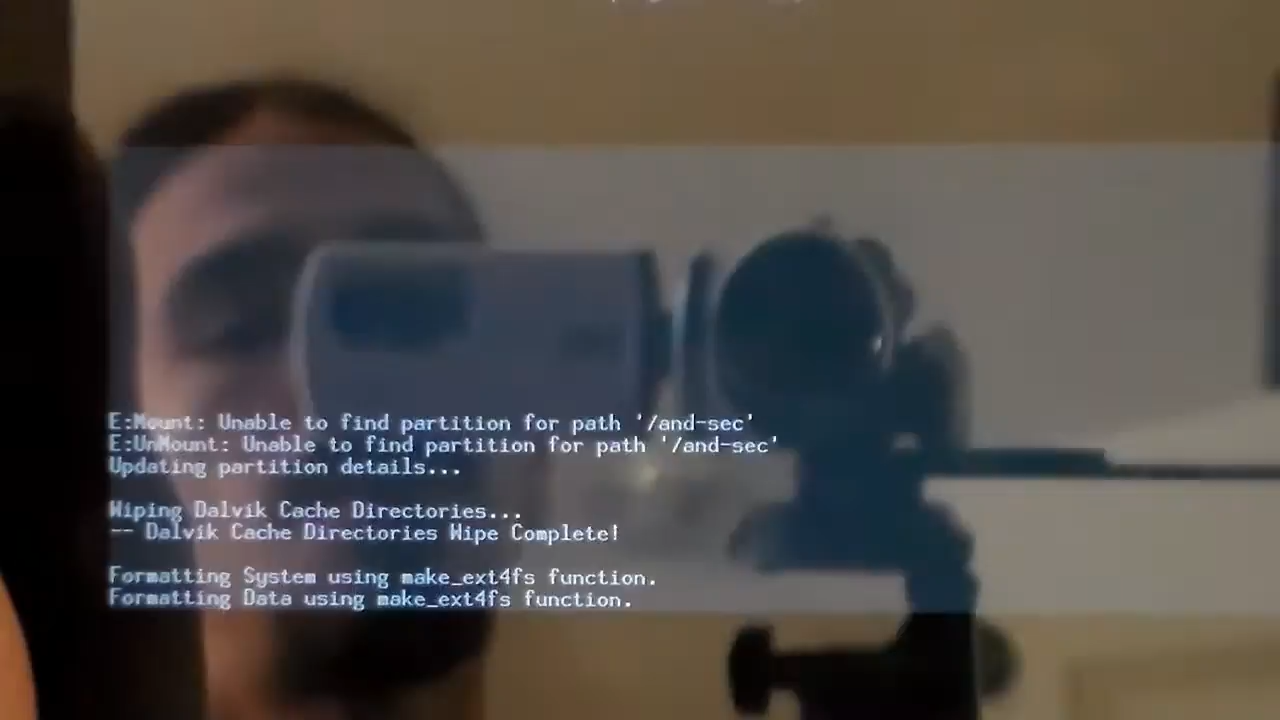 E:Mount: Unable to find partition for path '/and-sec'
E:UnMount: Unable to find partition for path '/and-sec'
Updating partition details...
Wiping Dalvik Cache Directories...
-- Dalvik Cache Directories Wipe Complete!
Formatting System using make_ext4fs function.
Formatting Data using make_ext4fs function.